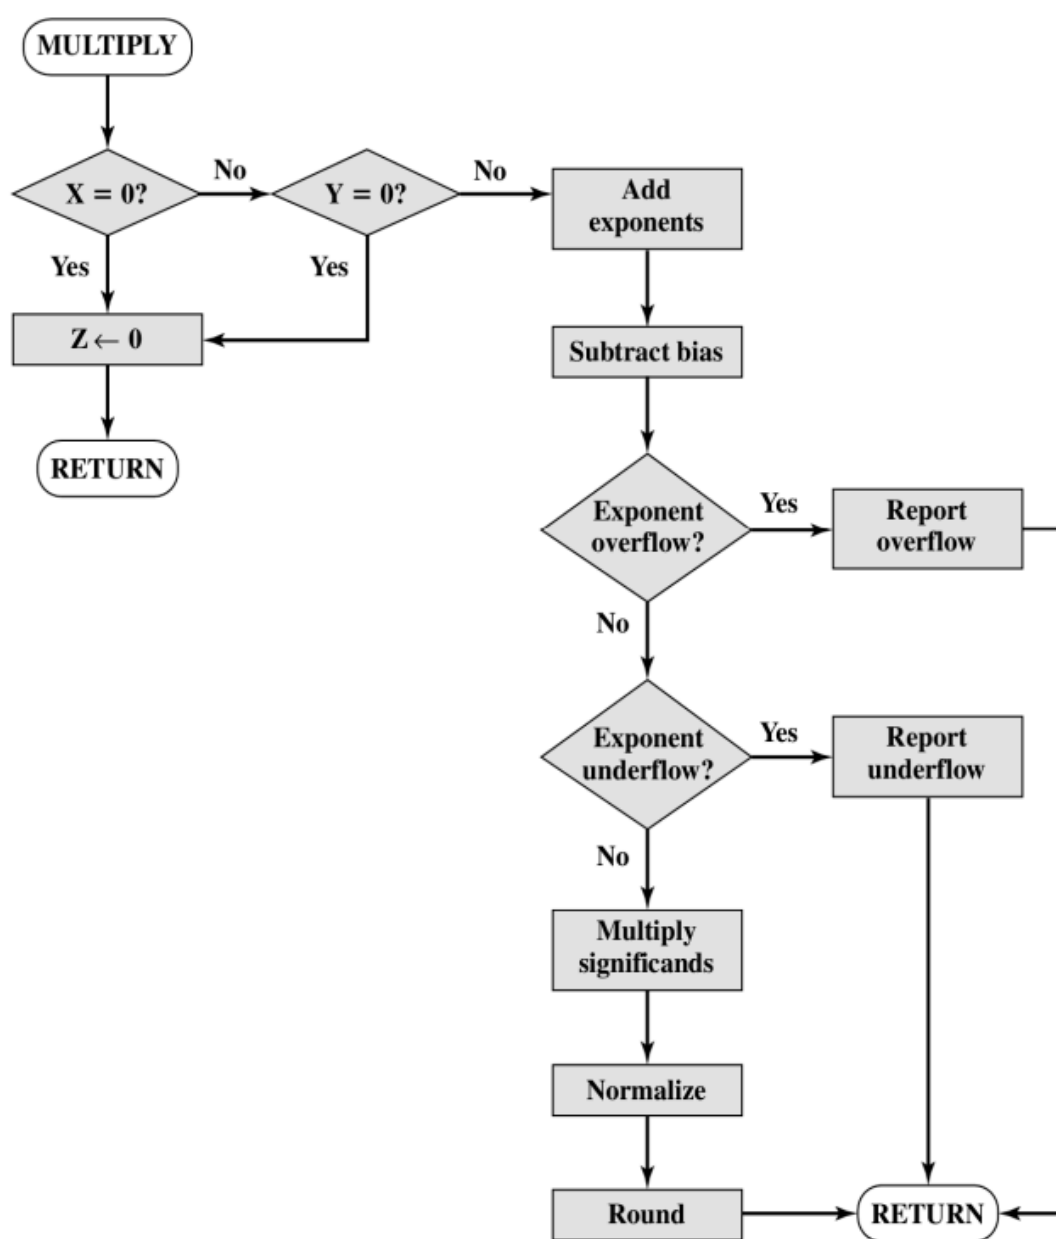 MULTIPLY
No
No
X = 0?
Y = 0?
Add
exponents
Yes
Yes
Z ← 0
Subtract bias
RETURN
Exponent
overflow?
Yes
Report
overflow
No
Exponent
underflow?
Yes
Report
underflow
No
Multiply
significands
Normalize
Round
RETURN